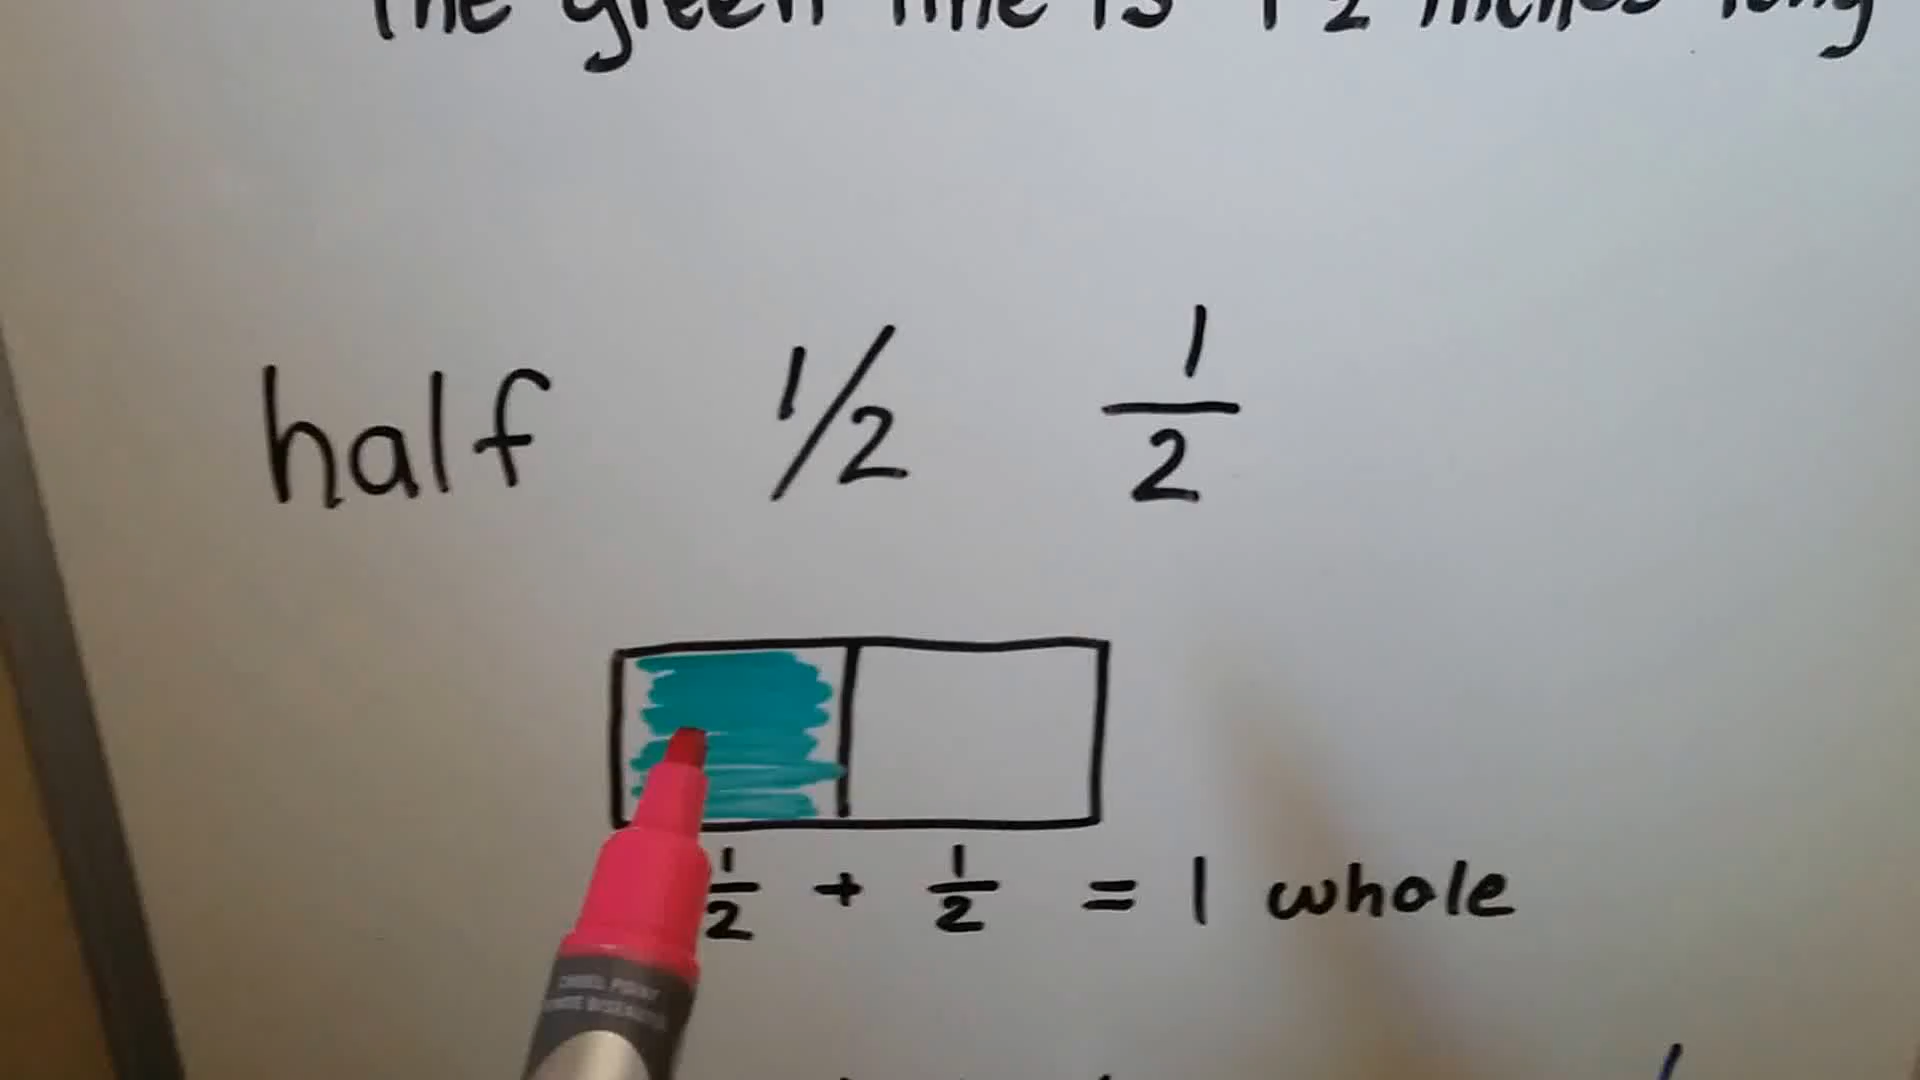 The green line is 1 1/2 inches long
half 1/2 1/2
1/2 + 1/2 = 1 whole